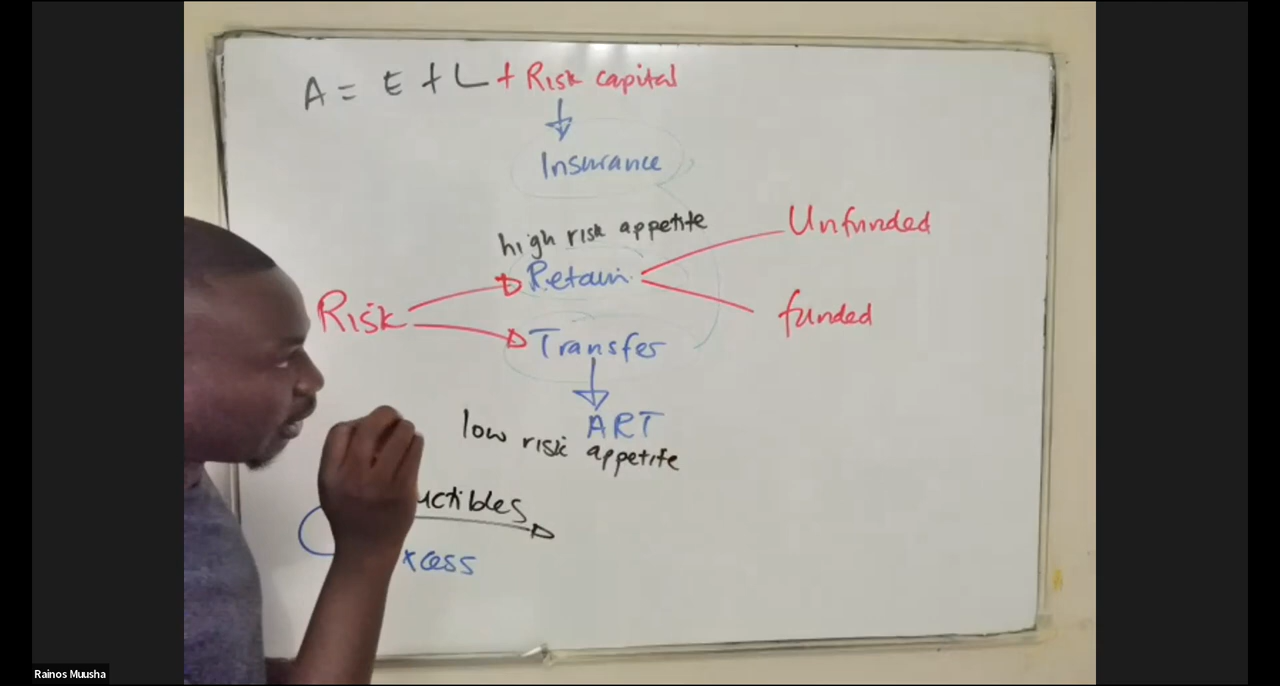 A = E + L + Risk capital
Insurance
high risk appetite
Unfunded
Retain
Risk
funded
Transfer
ART
low risk appetite
uctibles
xcess
Rainos Muusha